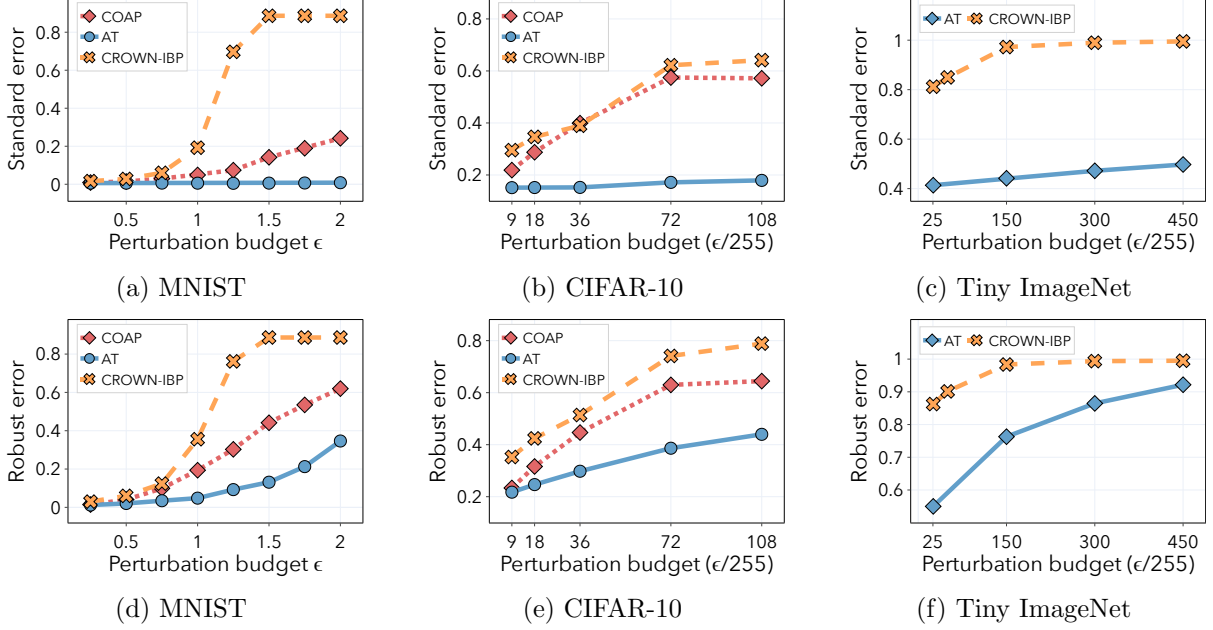 COAP
AT
CROWN-IBP
Standard error
0.8
0.6
0.4
0.2
0
0.5
1
1.5
2
Perturbation budget ϵ
(a) MNIST
COAP
AT
CROWN-IBP
Standard error
0.6
0.4
0.2
9 18 36 72 108
Perturbation budget (ϵ/255)
(b) CIFAR-10
AT CROWN-IBP
Standard error
1
0.8
0.6
0.4
25 150 300 450
Perturbation budget (ϵ/255)
(c) Tiny ImageNet
COAP
AT
CROWN-IBP
Robust error
0.8
0.6
0.4
0.2
0
0.5
1
1.5
2
Perturbation budget ϵ
(d) MNIST
COAP
AT
CROWN-IBP
Robust error
0.8
0.6
0.4
0.2
9 18 36 72 108
Perturbation budget (ϵ/255)
(e) CIFAR-10
AT CROWN-IBP
Robust error
1
0.9
0.8
0.7
0.6
25 150 300 450
Perturbation budget (ϵ/255)
(f) Tiny ImageNet